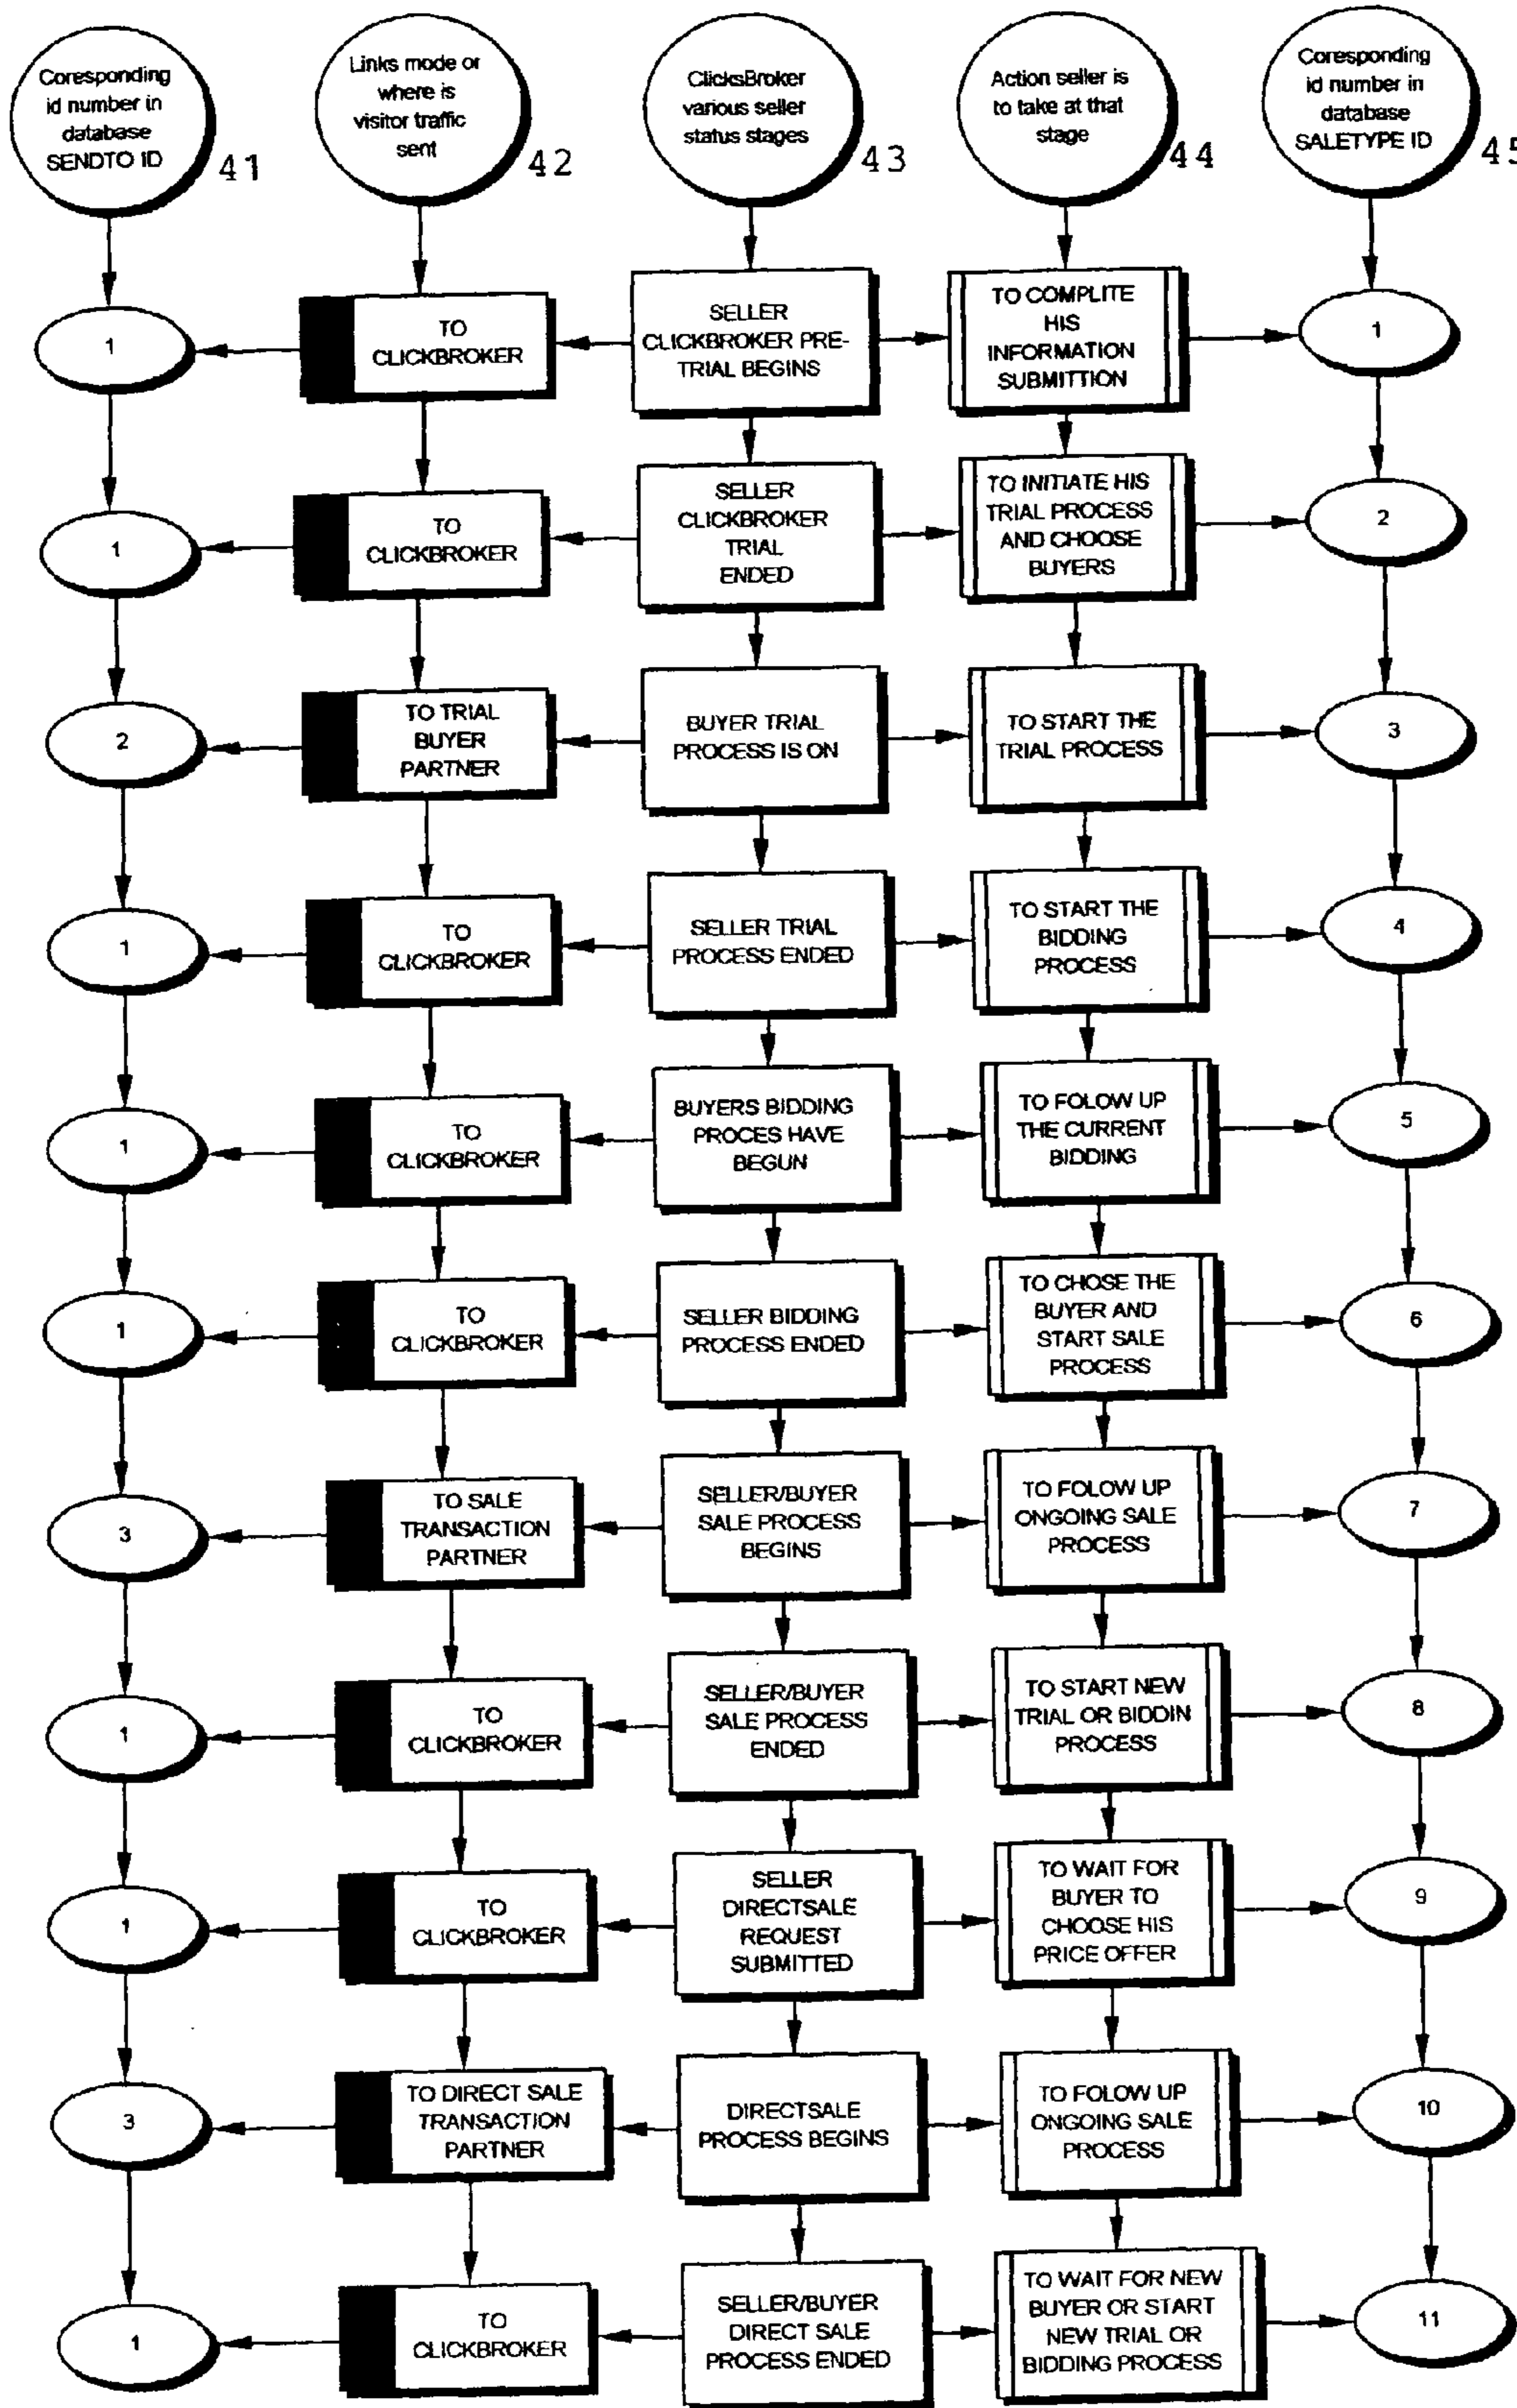 Coresponding
id number in
database
SENDTO ID
41
Links mode or
where is
visitor traffic
sent
42
ClicksBroker
various seller
status stages
43
Action seller is
to take at that
stage
44
Coresponding
id number in
database
SALETYPE ID
45
1
TO
CLICKBROKER
SELLER
CLICKBROKER PRE-
TRIAL BEGINS
TO COMPLITE
HIS
INFORMATION
SUBMITTION
1
1
TO
CLICKBROKER
SELLER
CLICKBROKER
TRIAL
ENDED
TO INITIATE HIS
TRIAL PROCESS
AND CHOOSE
BUYERS
2
2
TO TRIAL
BUYER
PARTNER
BUYER TRIAL
PROCESS IS ON
TO START THE
TRIAL PROCESS
3
1
TO
CLICKBROKER
SELLER TRIAL
PROCESS ENDED
TO START THE
BIDDING
PROCESS
4
1
TO
CLICKBROKER
BUYERS BIDDING
PROCES HAVE
BEGUN
TO FOLOW UP
THE CURRENT
BIDDING
5
1
TO
CLICKBROKER
SELLER BIDDING
PROCESS ENDED
TO CHOSE THE
BUYER AND
START SALE
PROCESS
6
3
TO SALE
TRANSACTION
PARTNER
SELLER/BUYER
SALE PROCESS
BEGINS
TO FOLOW UP
ONGOING SALE
PROCESS
7
1
TO
CLICKBROKER
SELLER/BUYER
SALE PROCESS
ENDED
TO START NEW
TRIAL OR BIDDIN
PROCESS
8
1
TO
CLICKBROKER
SELLER
DIRECTSALE
REQUEST
SUBMITTED
TO WAIT FOR
BUYER TO
CHOOSE HIS
PRICE OFFER
9
3
TO DIRECT SALE
TRANSACTION
PARTNER
DIRECTSALE
PROCESS BEGINS
TO FOLOW UP
ONGOING SALE
PROCESS
10
1
TO
CLICKBROKER
SELLER/BUYER
DIRECT SALE
PROCESS ENDED
TO WAIT FOR NEW
BUYER OR START
NEW TRIAL OR
BIDDING PROCESS
11